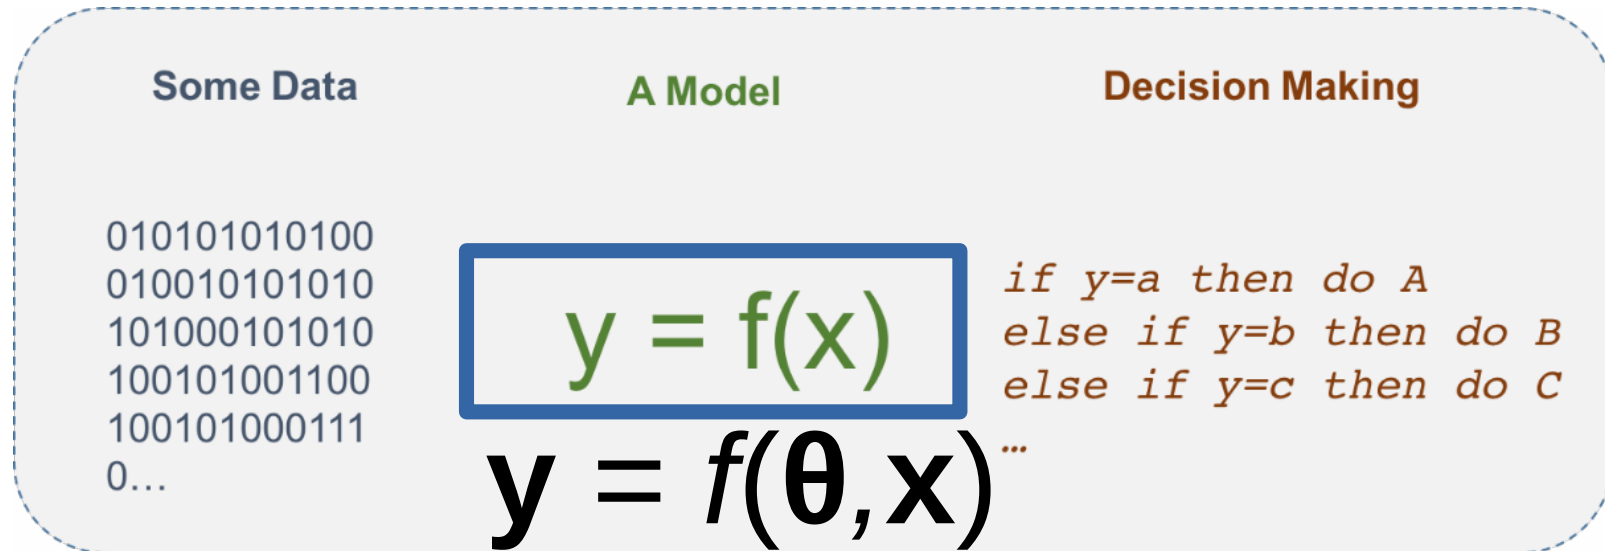 Some Data
A Model
Decision Making
010101010100
010010101010
101000101010
100101001100
100101000111
0...
y = f(x)
y = f(θ,x)
if y=a then do A
else if y=b then do B
else if y=c then do C
…